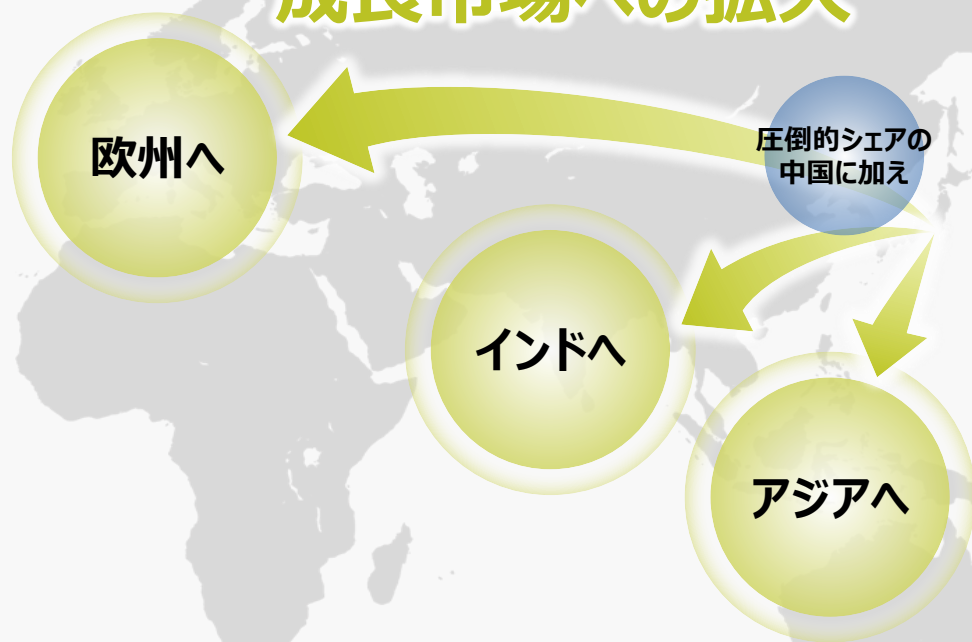 成長市場への拡大
圧倒的シェアの
中国に加え
欧州へ
インドへ
アジアへ